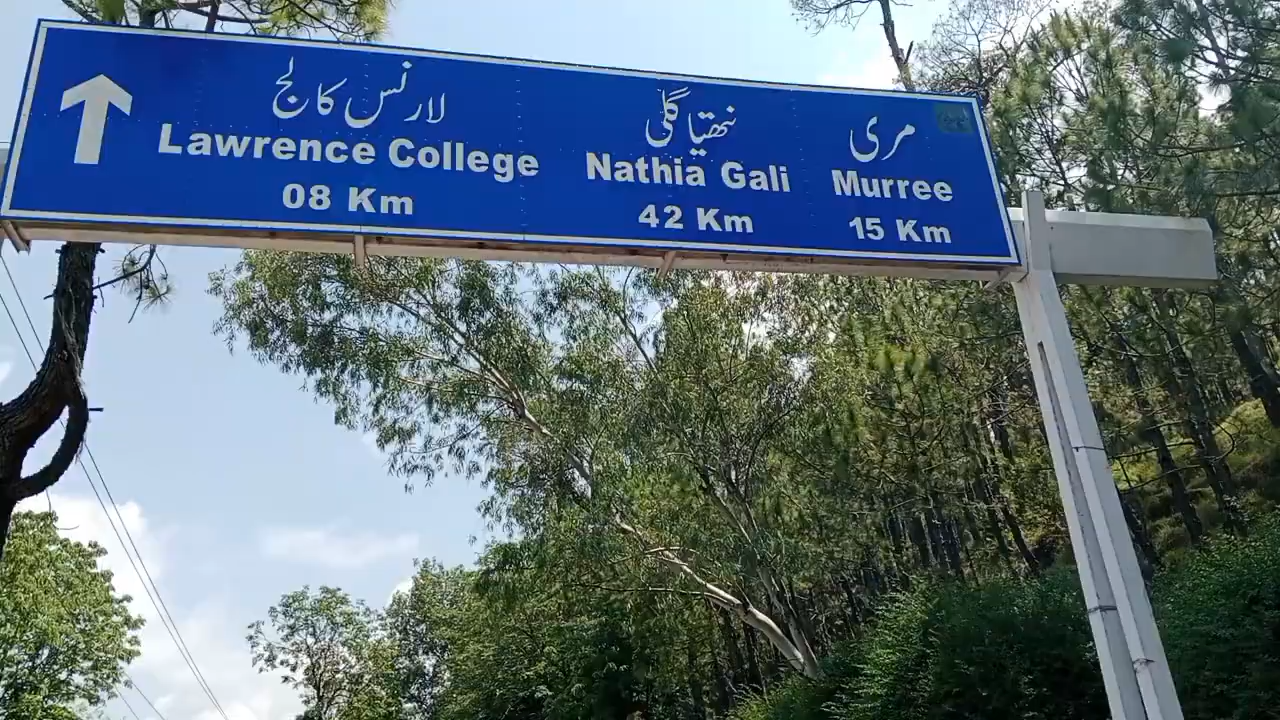 لارنس کالج
Lawrence College
08 Km
نتھیا گلی
Nathia Gali
42 Km
مری
Murree
15 Km